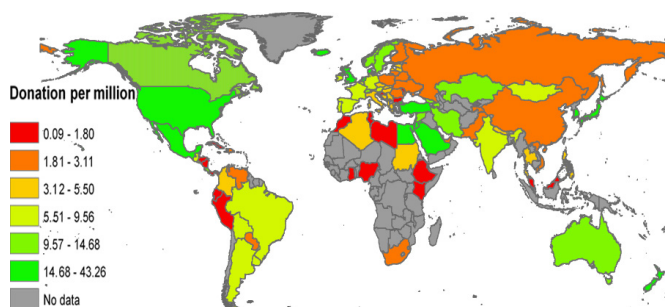 Donation per million
0.09 - 1.80
1.81 - 3.11
3.12 - 5.50
5.51 - 9.56
9.57 - 14.68
14.68 - 43.26
No data